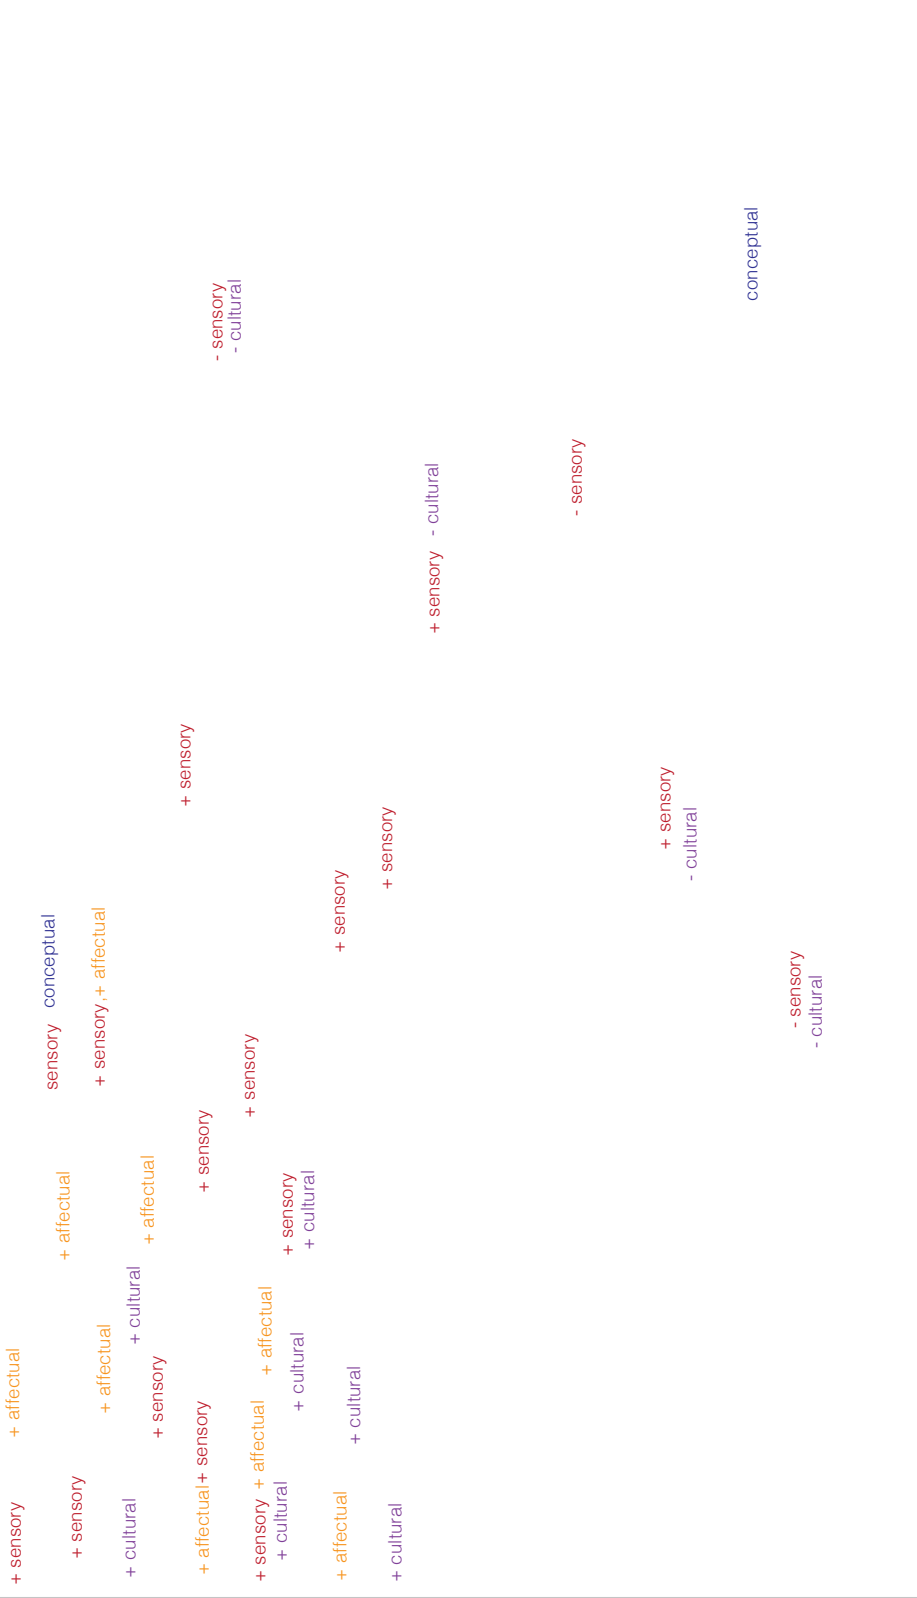 + sensory
+ affectual
sensory
conceptual
+ affectual
+ sensory
+ sensory, + affectual
+ affectual
+ cultural
+ cultural
+ affectual
+ sensory
+ sensory
+ affectual + sensory
+ sensory
- sensory
- cultural
+ sensory
+ sensory
+ affectual
+ affectual
+ cultural
+ sensory
+ cultural
+ cultural
+ affectual
+ sensory
+ cultural
+ sensory
+ cultural
+ sensory
- cultural
- sensory
+ sensory
- cultural
conceptual
- sensory
- cultural